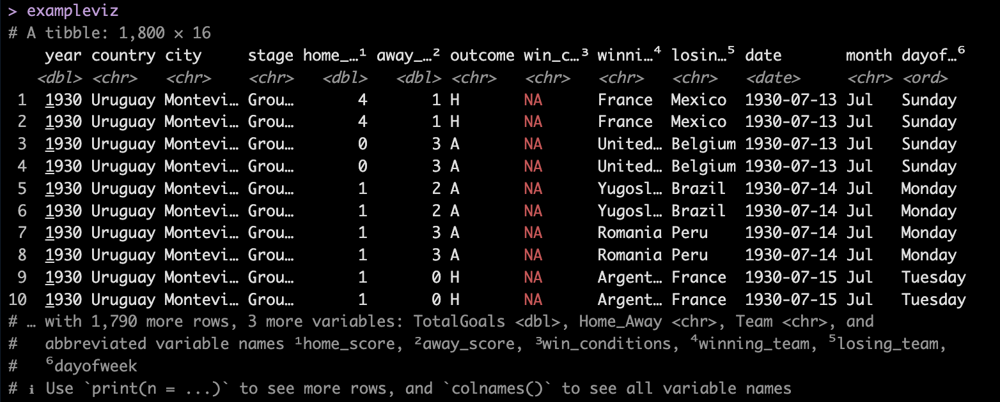 > exampleviz
# A tibble: 1,800 × 16
year country city stage home_…¹ away_…² outcome win_c…³ winni…⁴ losin…⁵ date month dayof…⁶
<dbl> <chr> <chr> <chr> <dbl> <dbl> <chr> <chr> <chr> <chr> <date> <chr> <ord>
1 1930 Uruguay Montevi… Grou… 4 1 H NA France Mexico 1930-07-13 Jul Sunday
2 1930 Uruguay Montevi… Grou… 4 1 H NA France Mexico 1930-07-13 Jul Sunday
3 1930 Uruguay Montevi… Grou… 0 3 A NA United… Belgium 1930-07-13 Jul Sunday
4 1930 Uruguay Montevi… Grou… 0 3 A NA United… Belgium 1930-07-13 Jul Sunday
5 1930 Uruguay Montevi… Grou… 1 2 A NA Yugosl… Brazil 1930-07-14 Jul Monday
6 1930 Uruguay Montevi… Grou… 1 2 A NA Yugosl… Brazil 1930-07-14 Jul Monday
7 1930 Uruguay Montevi… Grou… 1 3 A NA Romania Peru 1930-07-14 Jul Monday
8 1930 Uruguay Montevi… Grou… 1 3 A NA Romania Peru 1930-07-14 Jul Monday
9 1930 Uruguay Montevi… Grou… 1 0 H NA Argent… France 1930-07-15 Jul Tuesday
10 1930 Uruguay Montevi… Grou… 1 0 H NA Argent… France 1930-07-15 Jul Tuesday
# … with 1,790 more rows, 3 more variables: TotalGoals <dbl>, Home_Away <chr>, Team <chr>, and
# abbreviated variable names ¹home_score, ²away_score, ³win_conditions, ⁴winning_team, ⁵losing_team,
# ⁶dayofweek
# ℹ Use `print(n = ...)` to see more rows, and `colnames()` to see all variable names